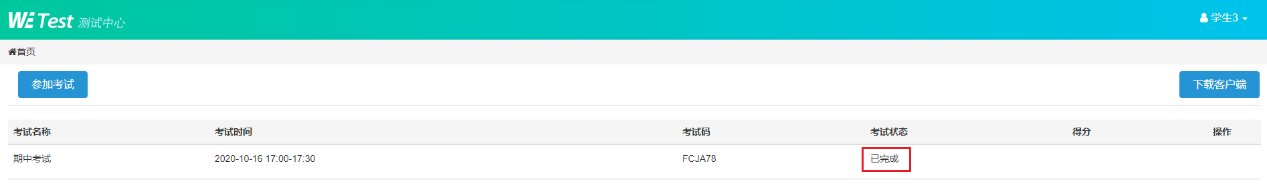 WE Test 测试中心
学生3
首页
参加考试
下载客户端
考试名称 考试时间 考试码 考试状态 得分 操作
期中考试 2020-10-16 17:00-17:30 FCJA78 已完成